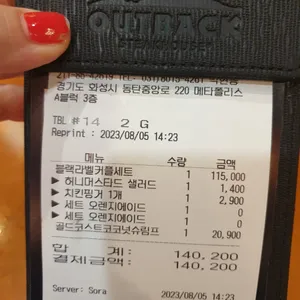 OUTBACK
STEAKHOUSE
경기도 화성시 동탄중앙로 220 메타폴리스
A블럭 3층
TBL #14 2 G
Reprint : 2023/08/05 14:23
메뉴 수량 금액
블랙라벨커플세트 1 115,000
▶ 허니머스타드 샐러드 1 1,400
▶ 치킨핑거 1개 1 2,900
▶ 세트 오렌지에이드 1 0
▶ 세트 오렌지에이드 1 0
골드코스트코코넛슈림프 1 20,900
합 계: 140,200
결제금액: 140,200
Server: Sora 2023/08/05 14:23